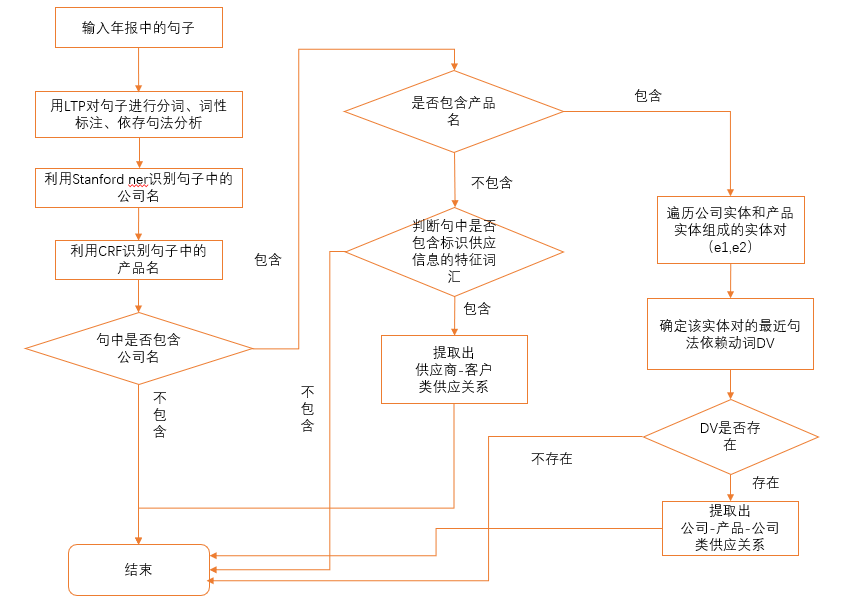 输入年报中的句子
用LTP对句子进行分词、词性
标注、依存句法分析
利用Stanford ner识别句子中的
公司名
利用CRF识别句子中的
产品名
句中是否包含
公司名
包含
不
包
含
是否包含产品
名
包含
不包含
判断句中是否
包含标识供应
信息的特征词
汇
包含
不
包
含
提取出
供应商-客户
类供应关系
遍历公司实体和产品
实体组成的实体对
（e1,e2）
确定该实体对的最近句
法依赖动词DV
DV是否存
在
不存在
存在
提取出
公司-产品-公司
类供应关系
结束